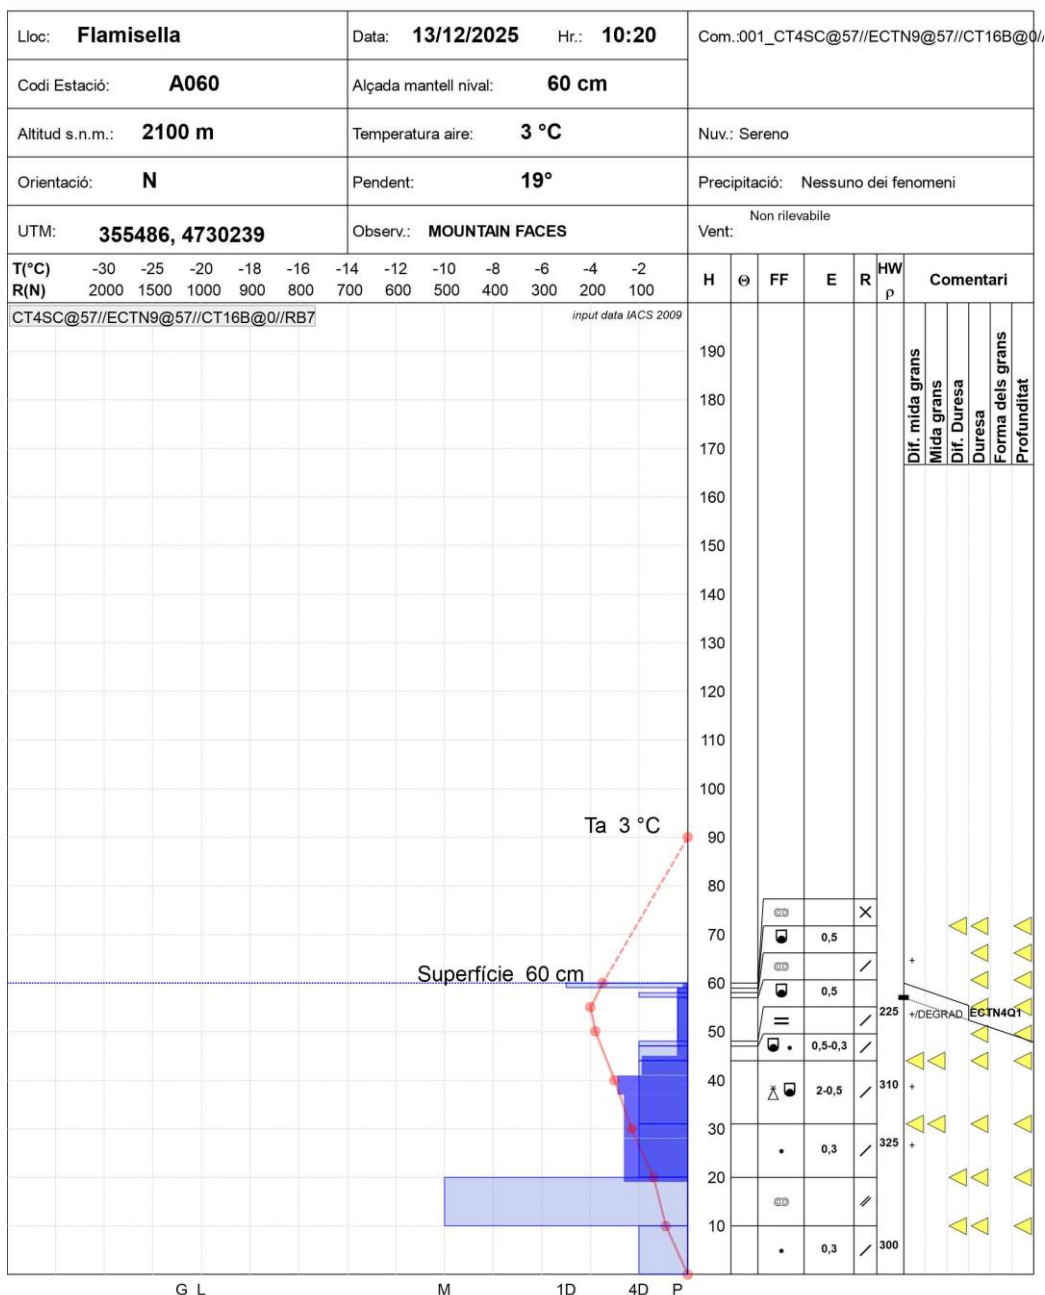 Lloc: Flamisella Data: 13/12/2025 Hr.: 10:20 Com.:001_CT4SC@57//ECTN9@57//CT16B@0/
Codi Estació: A060 Alçada mantell nival: 60 cm
Altitud s.n.m.: 2100 m Temperatura aire: 3 °C Nuv.: Sereno
Orientació: N Pendent: 19° Precipitació: Nessuno dei fenomeni
UTM: 355486, 4730239 Observ.: MOUNTAIN FACES Vent: Non rilevabile
T(°C) -30 -25 -20 -18 -16 -14 -12 -10 -8 -6 -4 -2
R(N) 2000 1500 1000 900 800 700 600 500 400 300 200 100
H Θ FF E R HW ρ Comentari
CT4SC@57//ECTN9@57//CT16B@0//RB7 input data IACS 2009
Dif. mida grans
Mida grans
Dif. Duresa
Duresa
Forma dels grans
Profunditat
190
180
170
160
150
140
130
120
110
100
Ta 3 °C 90
80
70 0,5
+
Superfície 60 cm 60 0,5
225 +/DEGRAD ECTN4Q1
50 0,5-0,3
40 2-0,5 310 +
30 0,3 325 +
20
10 0,3 300
G L M 1D 4D P